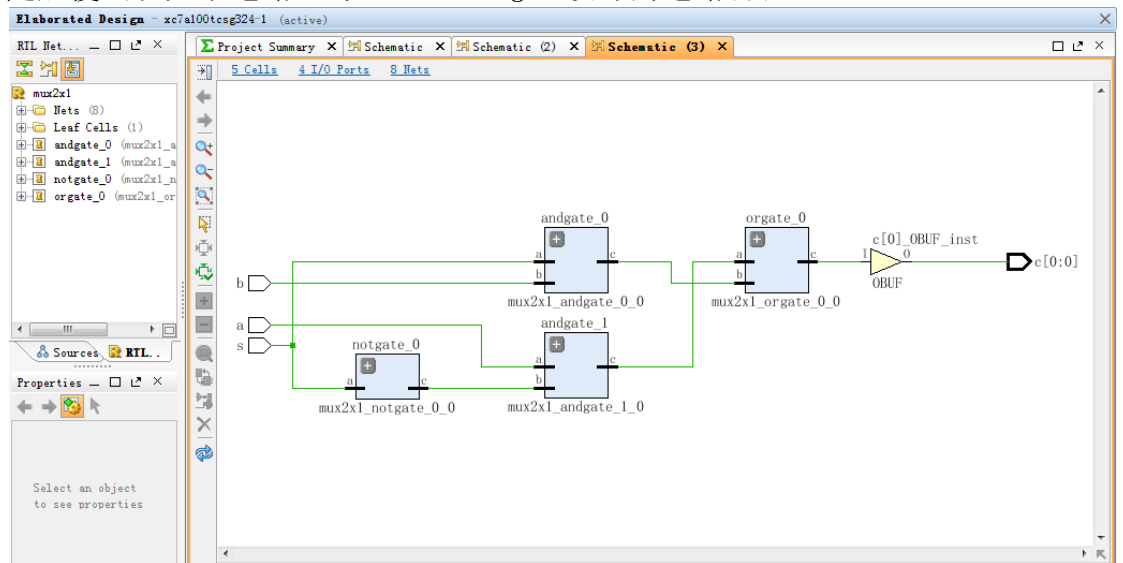 Elaborated Design - xc7a100tcsg324-1 (active)
RIL Net...
Project Summary
Schematic
Schematic (2)
Schematic (3)
5 Cells
4 I/O Ports
8 Nets
mux2x1
Nets (8)
Leaf Cells (1)
andgate_0 (mux2x1_a
andgate_1 (mux2x1_a
notgate_0 (mux2x1_n
orgate_0 (mux2x1_or
Sources
RTL..
Properties
Select an object
to see properties
andgate_0
a
b
c
mux2x1_andgate_0_0
orgate_0
a
b
c
mux2x1_orgate_0_0
c[0]_OBUF_inst
I
O
OBUF
c[0:0]
b
a
s
notgate_0
a
c
mux2x1_notgate_0_0
andgate_1
a
b
c
mux2x1_andgate_1_0